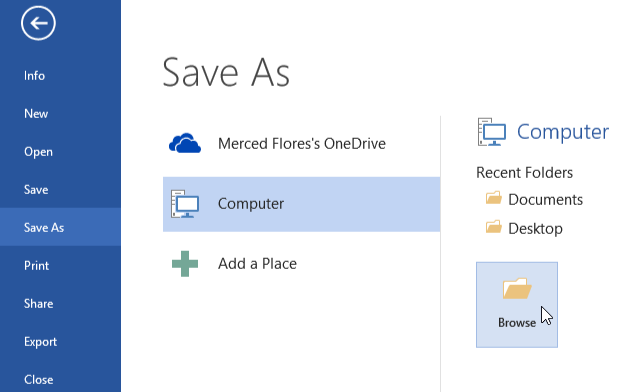 Info
New
Open
Save
Save As
Print
Share
Export
Close
Save As
Merced Flores's OneDrive
Computer
Add a Place
Computer
Recent Folders
Documents
Desktop
Browse